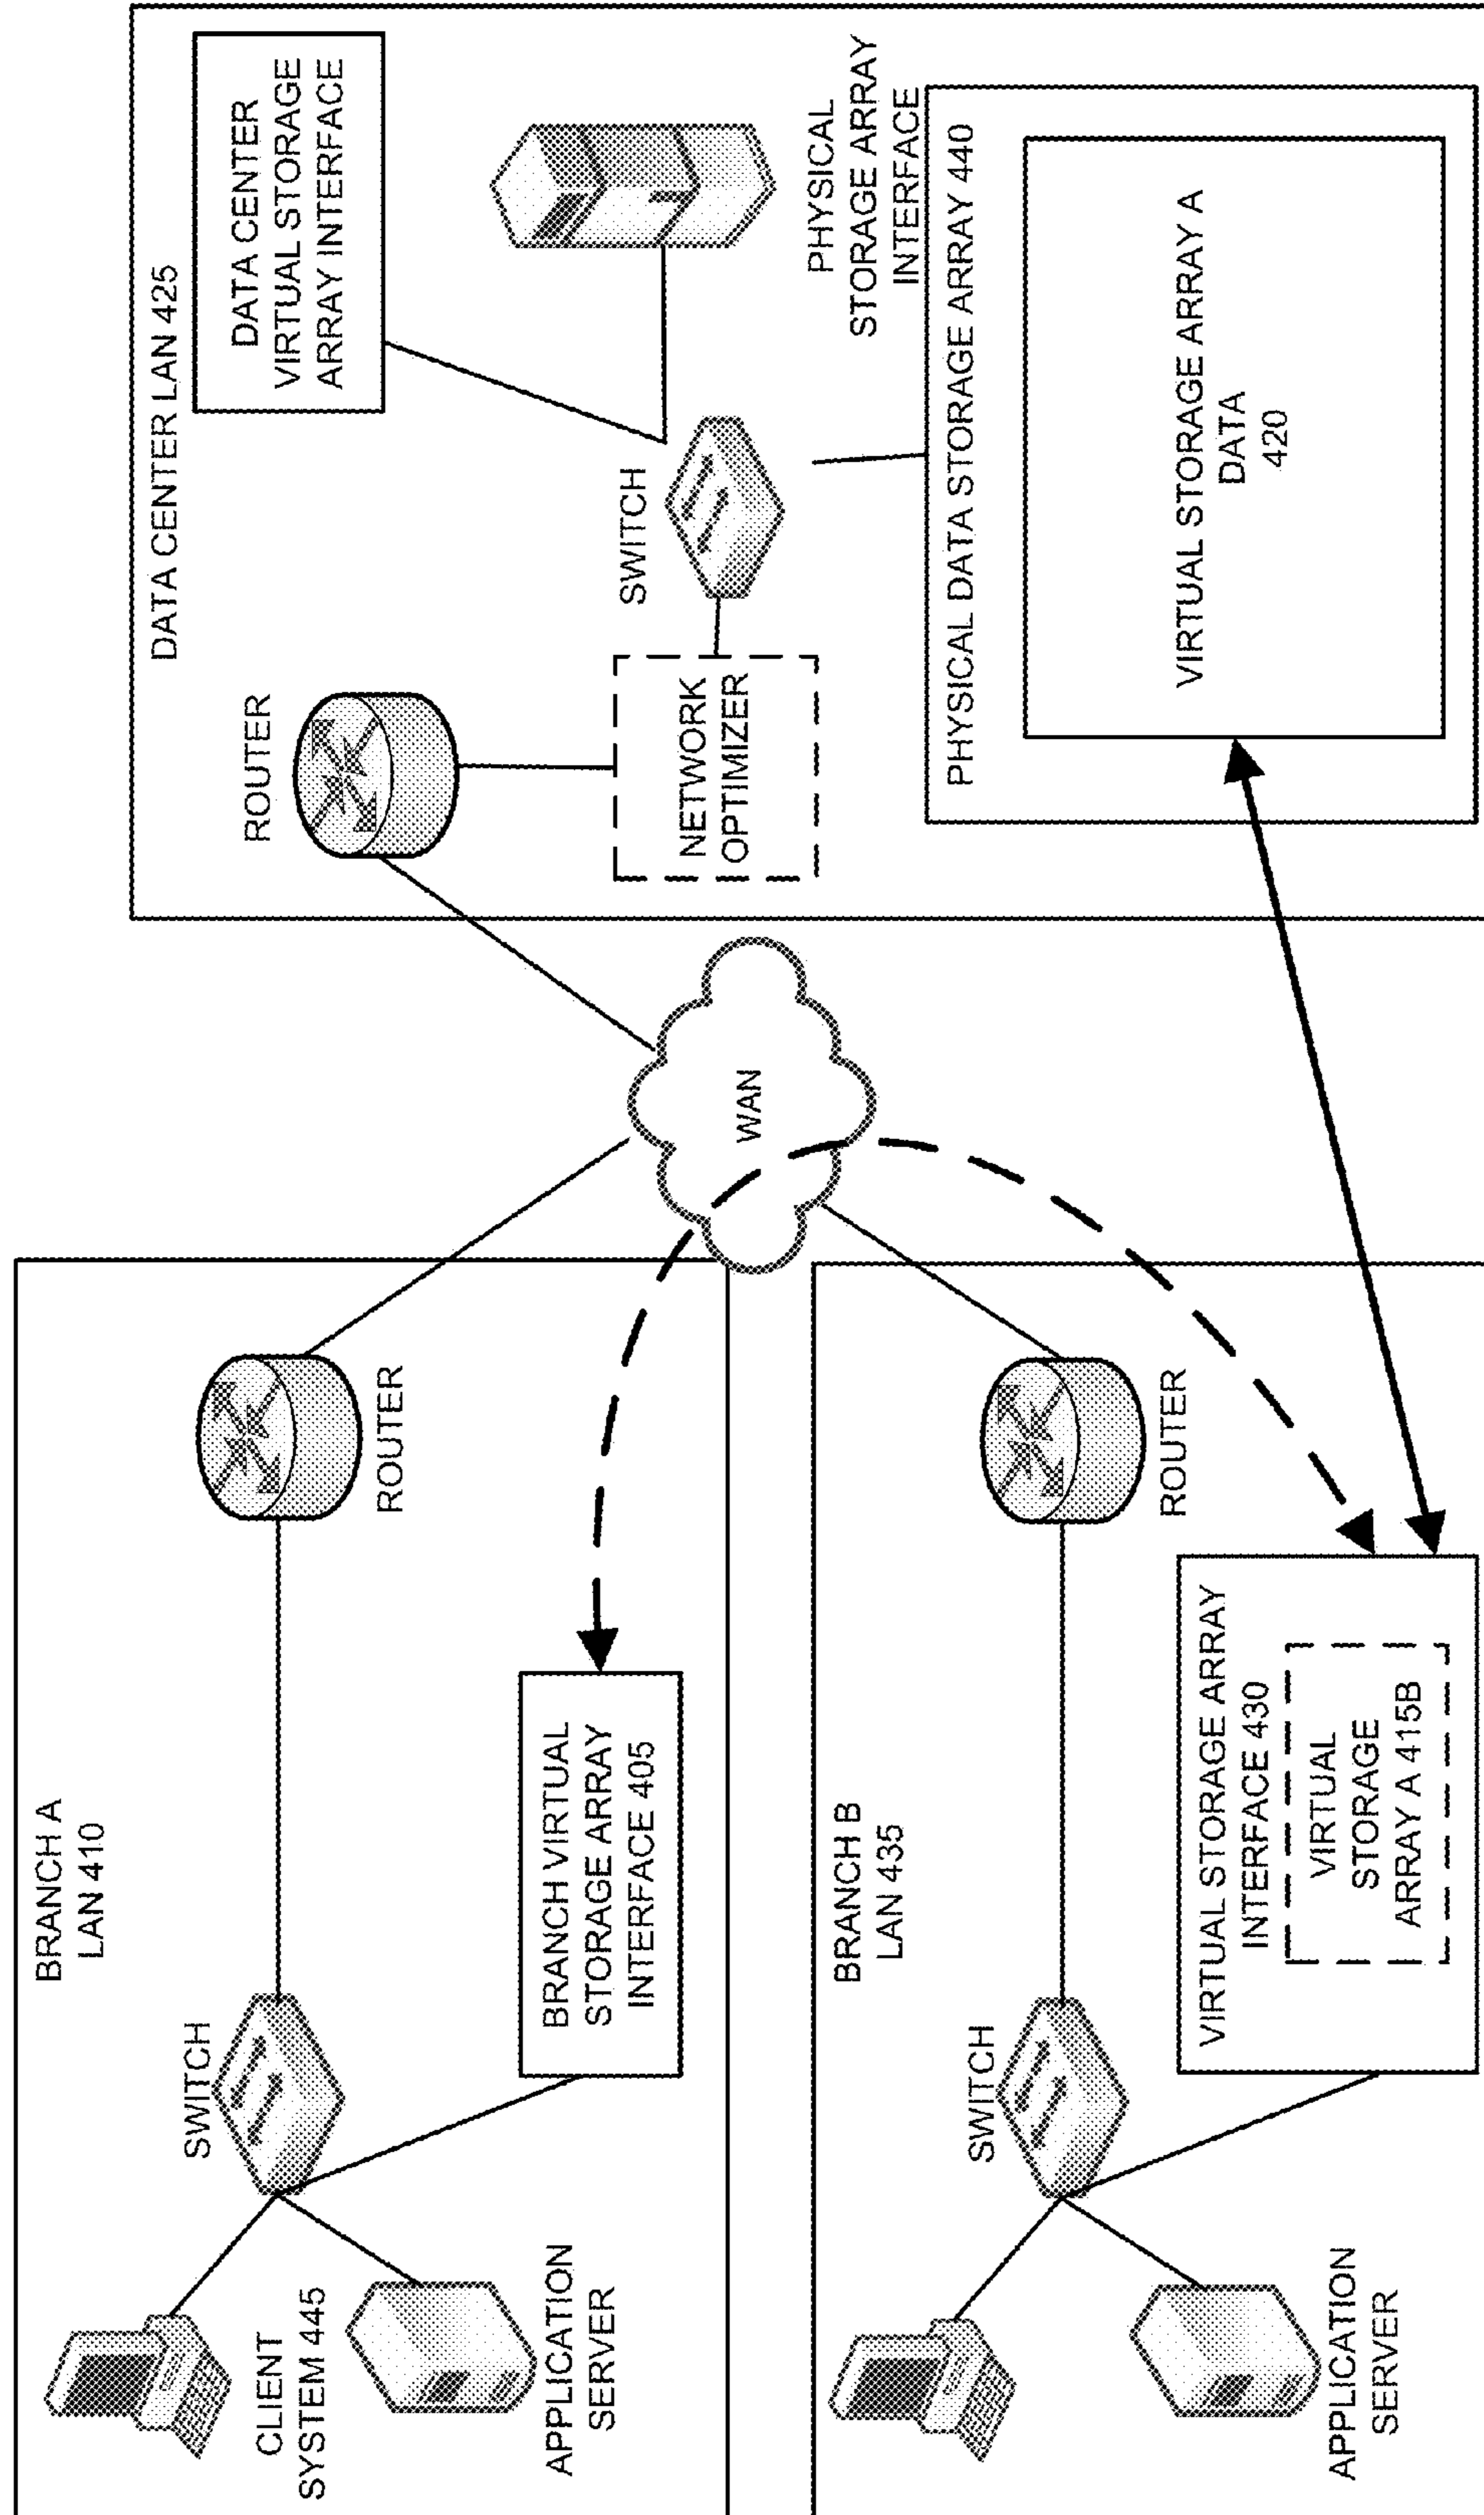 BRANCH A
LAN 410
SWITCH
ROUTER
CLIENT
SYSTEM 445
APPLICATION
SERVER
BRANCH VIRTUAL
STORAGE ARRAY
INTERFACE 405
BRANCH B
LAN 435
SWITCH
ROUTER
APPLICATION
SERVER
VIRTUAL STORAGE ARRAY
INTERFACE 430
VIRTUAL
STORAGE
ARRAY A 415B
WAN
DATA CENTER LAN 425
ROUTER
NETWORK
OPTIMIZER
SWITCH
DATA CENTER
VIRTUAL STORAGE
ARRAY INTERFACE
PHYSICAL
STORAGE ARRAY
INTERFACE
PHYSICAL DATA STORAGE ARRAY 440
VIRTUAL STORAGE ARRAY A
DATA
420